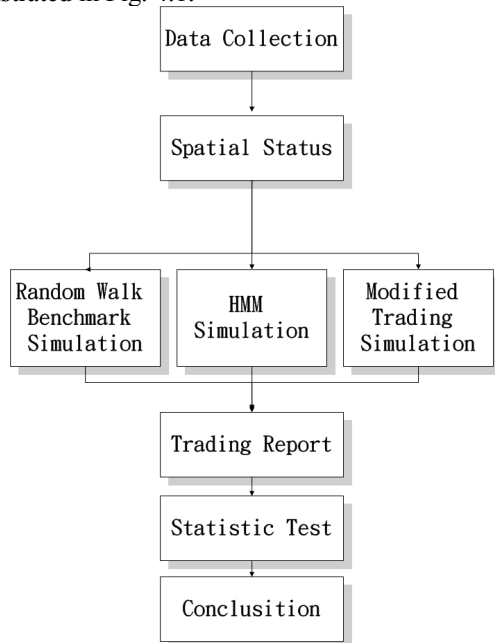 strated in Fig. 4.1.
Data Collection
Spatial Status
Random Walk
Benchmark
Simulation
HMM
Simulation
Modified
Trading
Simulation
Trading Report
Statistic Test
Conclusition